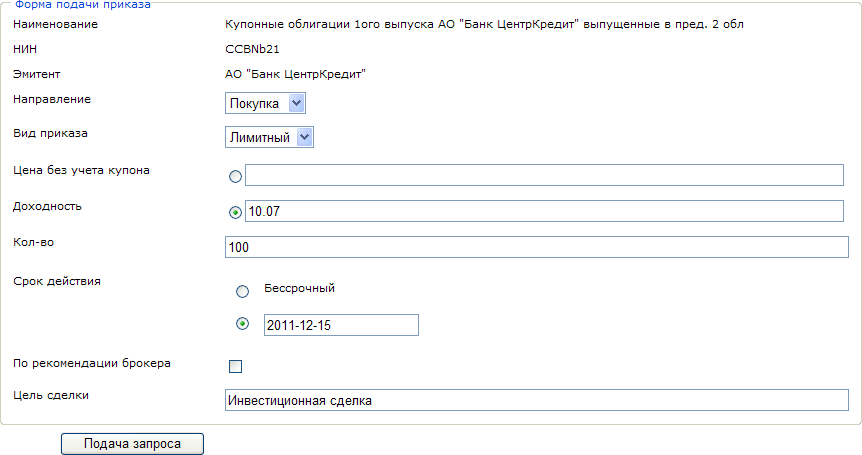 Форма подачи приказа
Наименование Купонные облигации 1ого выпуска АО "Банк ЦентрКредит" выпущенные в пред. 2 обл
НИН CCBNb21
Эмитент АО "Банк ЦентрКредит"
Направление Покупка
Вид приказа Лимитный
Цена без учета купона
Доходность 10.07
Кол-во 100
Срок действия Бессрочный
2011-12-15
По рекомендации брокера
Цель сделки Инвестиционная сделка
Подача запроса